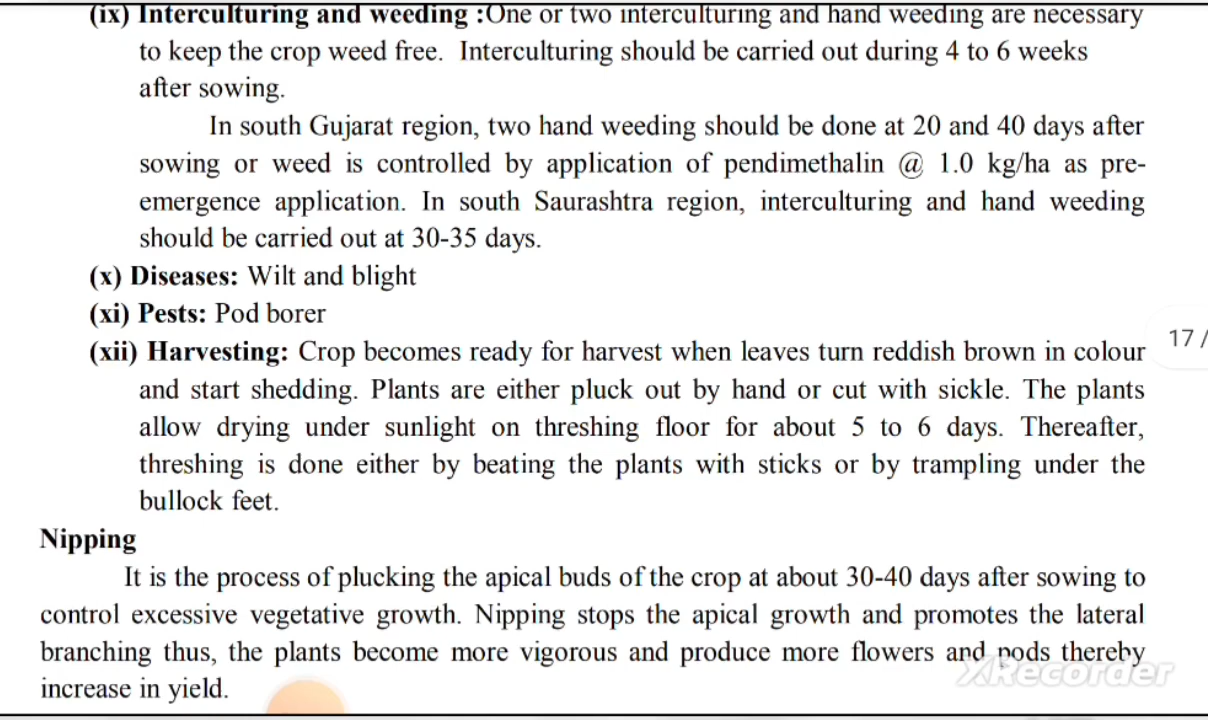 (ix) Interculturing and weeding :One or two interculturing and hand weeding are necessary
to keep the crop weed free. Interculturing should be carried out during 4 to 6 weeks
after sowing.
In south Gujarat region, two hand weeding should be done at 20 and 40 days after
sowing or weed is controlled by application of pendimethalin @ 1.0 kg/ha as pre-
emergence application. In south Saurashtra region, interculturing and hand weeding
should be carried out at 30-35 days.
(x) Diseases: Wilt and blight
(xi) Pests: Pod borer
(xii) Harvesting: Crop becomes ready for harvest when leaves turn reddish brown in colour
17 /
and start shedding. Plants are either pluck out by hand or cut with sickle. The plants
allow drying under sunlight on threshing floor for about 5 to 6 days. Thereafter,
threshing is done either by beating the plants with sticks or by trampling under the
bullock feet.
Nipping
It is the process of plucking the apical buds of the crop at about 30-40 days after sowing to
control excessive vegetative growth. Nipping stops the apical growth and promotes the lateral
branching thus, the plants become more vigorous and produce more flowers and pods thereby
increase in yield.
XRecorder